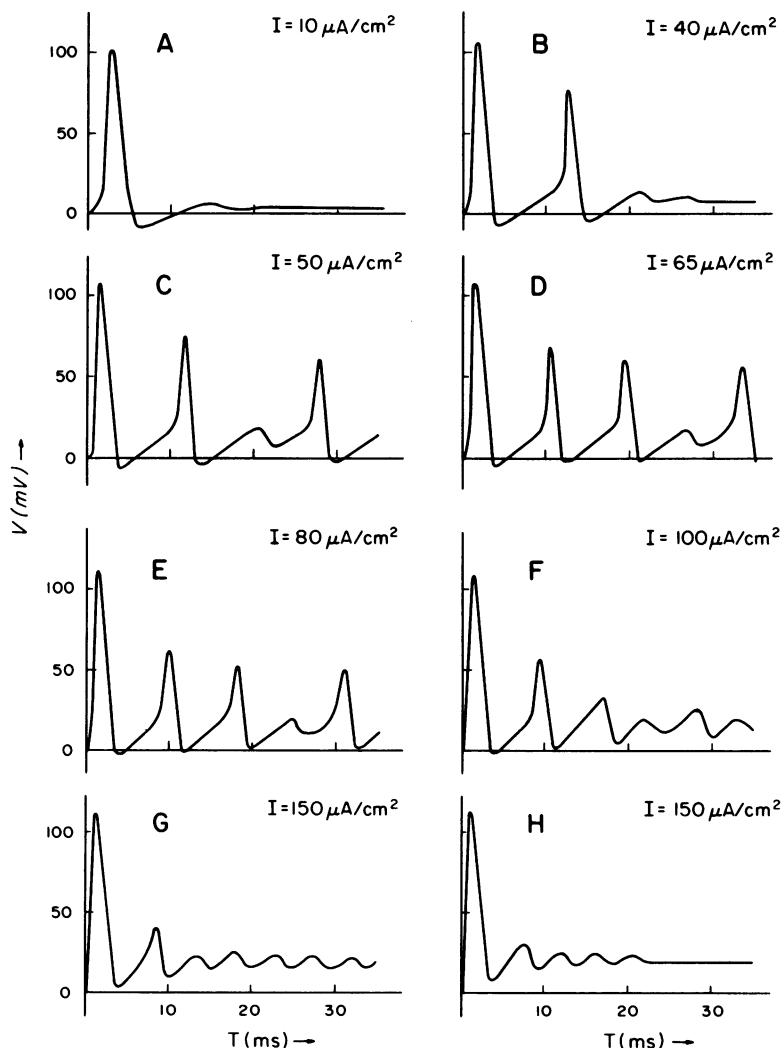 A I = 10 μA/cm²
B I = 40 μA/cm²
100
50
0
C I = 50 μA/cm²
D I = 65 μA/cm²
100
50
0
V (mV) →
E I = 80 μA/cm²
F I = 100 μA/cm²
100
50
0
G I = 150 μA/cm²
H I = 150 μA/cm²
100
50
0
10 20 30
10 20 30
T (ms) →
T (ms) →